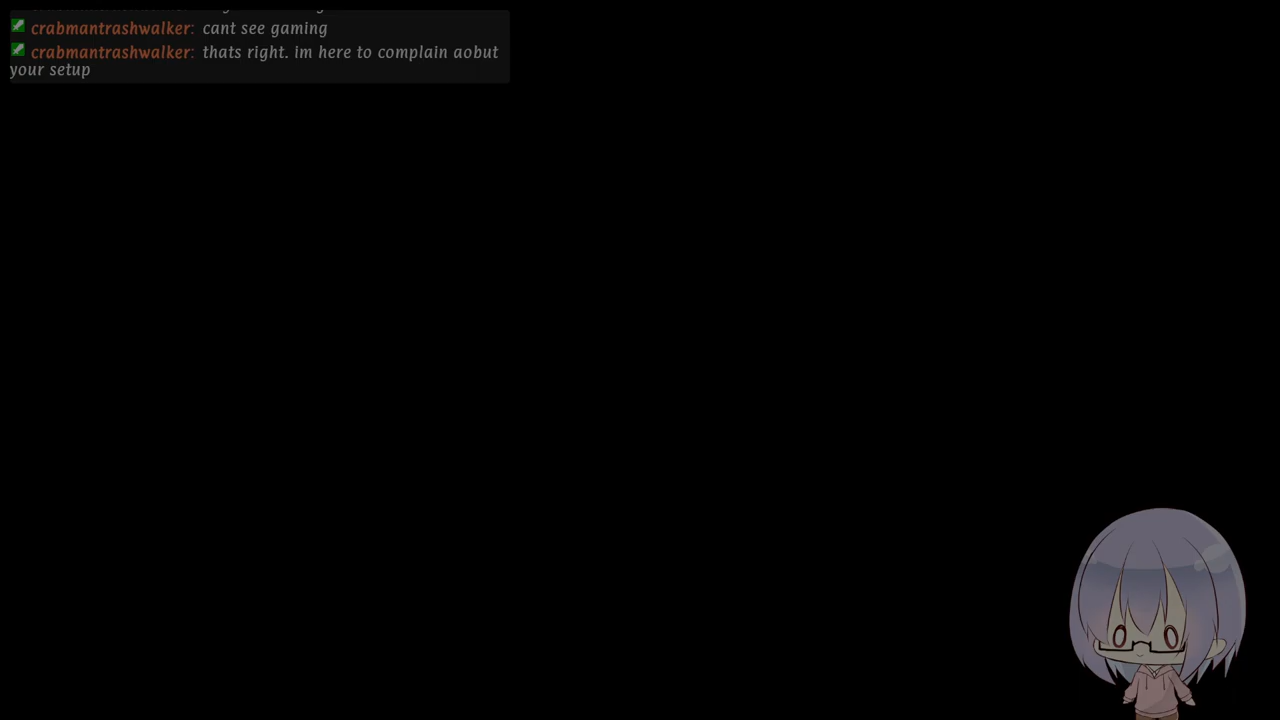 crabmantrashwalker: cant see gaming
crabmantrashwalker: thats right. im here to complain aobut
your setup